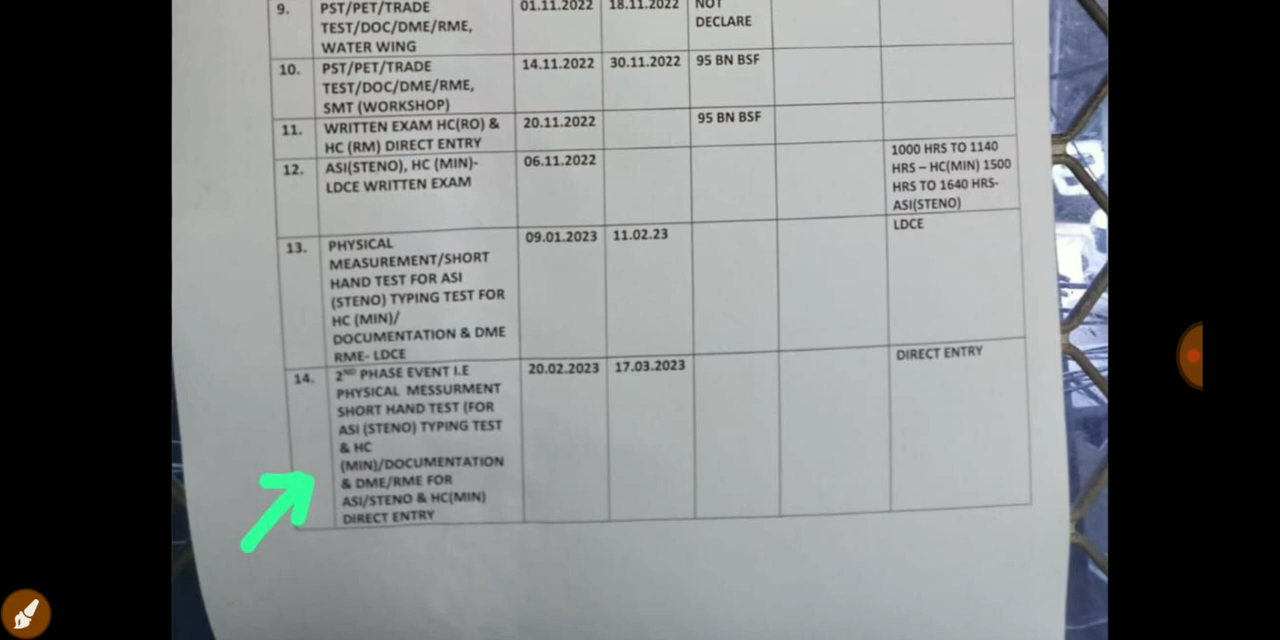 9. PST/PET/TRADE 01.11.2022 18.11.2022 NOT
TEST/DOC/DME/RME, DECLARE
WATER WING
10. PST/PET/TRADE 14.11.2022 30.11.2022 95 BN BSF
TEST/DOC/DME/RME,
SMT (WORKSHOP)
11. WRITTEN EXAM HC(RO) & 20.11.2022 95 BN BSF
HC (RM) DIRECT ENTRY
12. ASI(STENO), HC (MIN)- 06.11.2022 1000 HRS TO 1140
LDCE WRITTEN EXAM HRS – HC(MIN) 1500
HRS TO 1640 HRS-
ASI(STENO)
13. PHYSICAL 09.01.2023 11.02.23 LDCE
MEASUREMENT/SHORT
HAND TEST FOR ASI
(STENO) TYPING TEST FOR
HC (MIN)/
DOCUMENTATION & DME
RME- LDCE
14. 2ND PHASE EVENT I.E 20.02.2023 17.03.2023 DIRECT ENTRY
PHYSICAL MESSURMENT
SHORT HAND TEST (FOR
ASI (STENO) TYPING TEST
& HC
(MIN)/DOCUMENTATION
& DME/RME FOR
ASI/STENO & HC(MIN)
DIRECT ENTRY